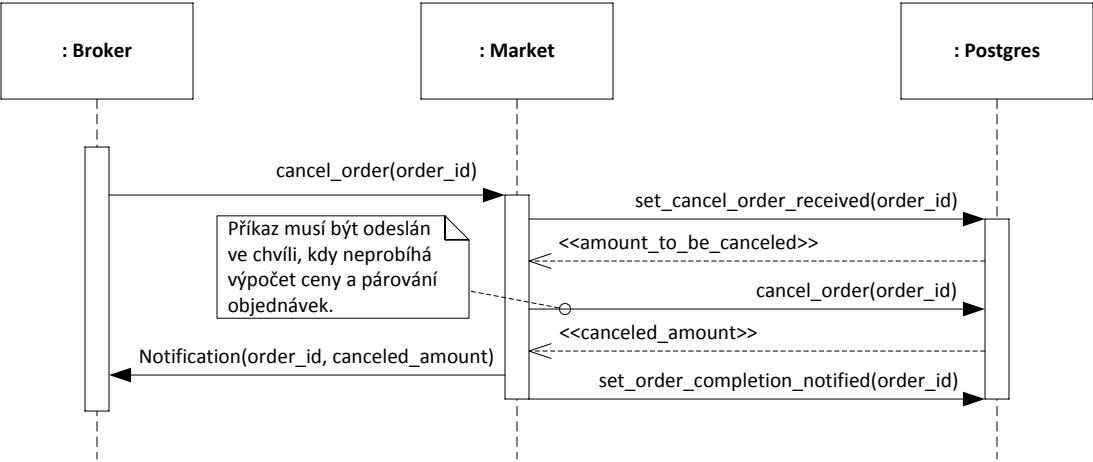 : Broker
: Market
: Postgres
cancel_order(order_id)
set_cancel_order_received(order_id)
Příkaz musí být odeslán
ve chvíli, kdy neprobíhá
výpočet ceny a párování
objednávek.
<<amount_to_be_canceled>>
cancel_order(order_id)
<<canceled_amount>>
Notification(order_id, canceled_amount)
set_order_completion_notified(order_id)